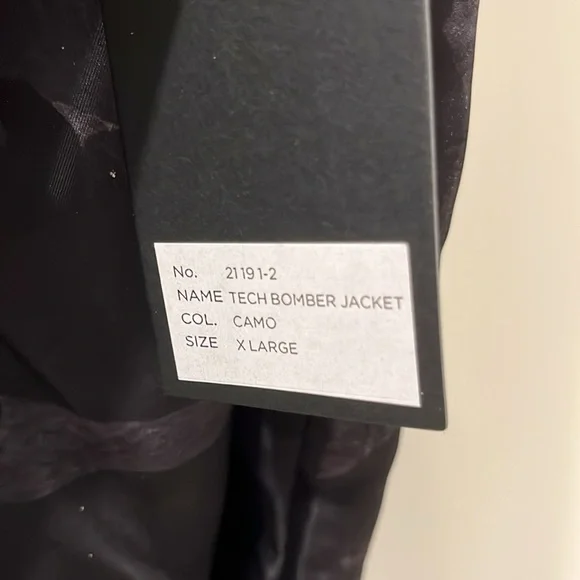 No. 21191-2
NAME TECH BOMBER JACKET
COL. CAMO
SIZE X LARGE